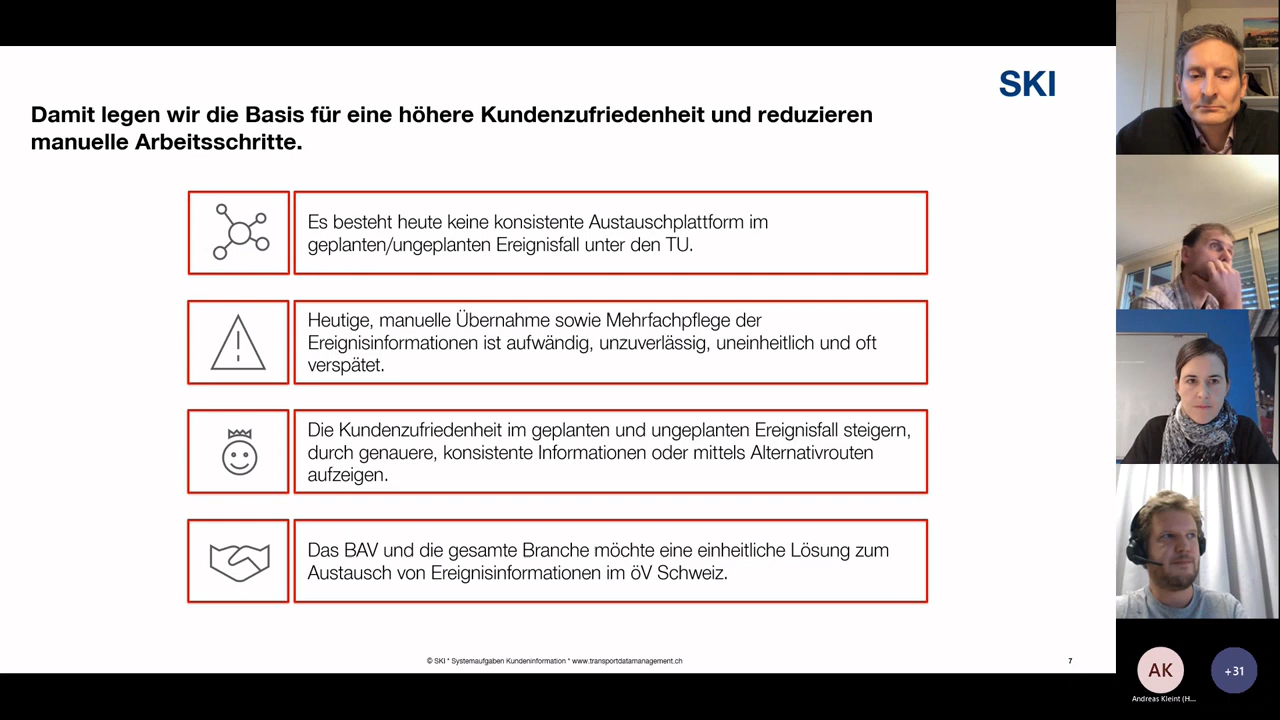 SKI
Damit legen wir die Basis für eine höhere Kundenzufriedenheit und reduzieren
manuelle Arbeitsschritte.
Es besteht heute keine konsistente Austauschplattform im
geplanten/ungeplanten Ereignisfall unter den TU.
Heutige, manuelle Übernahme sowie Mehrfachpflege der
Ereignisinformationen ist aufwändig, unzuverlässig, uneinheitlich und oft
verspätet.
Die Kundenzufriedenheit im geplanten und ungeplanten Ereignisfall steigern,
durch genauere, konsistente Informationen oder mittels Alternativrouten
aufzeigen.
Das BAV und die gesamte Branche möchte eine einheitliche Lösung zum
Austausch von Ereignisinformationen im öV Schweiz.
© SKI * Systemaufgaben Kundeninformation * www.transportdatamanagement.ch
7
AK
+31
Andreas Kleint (H...